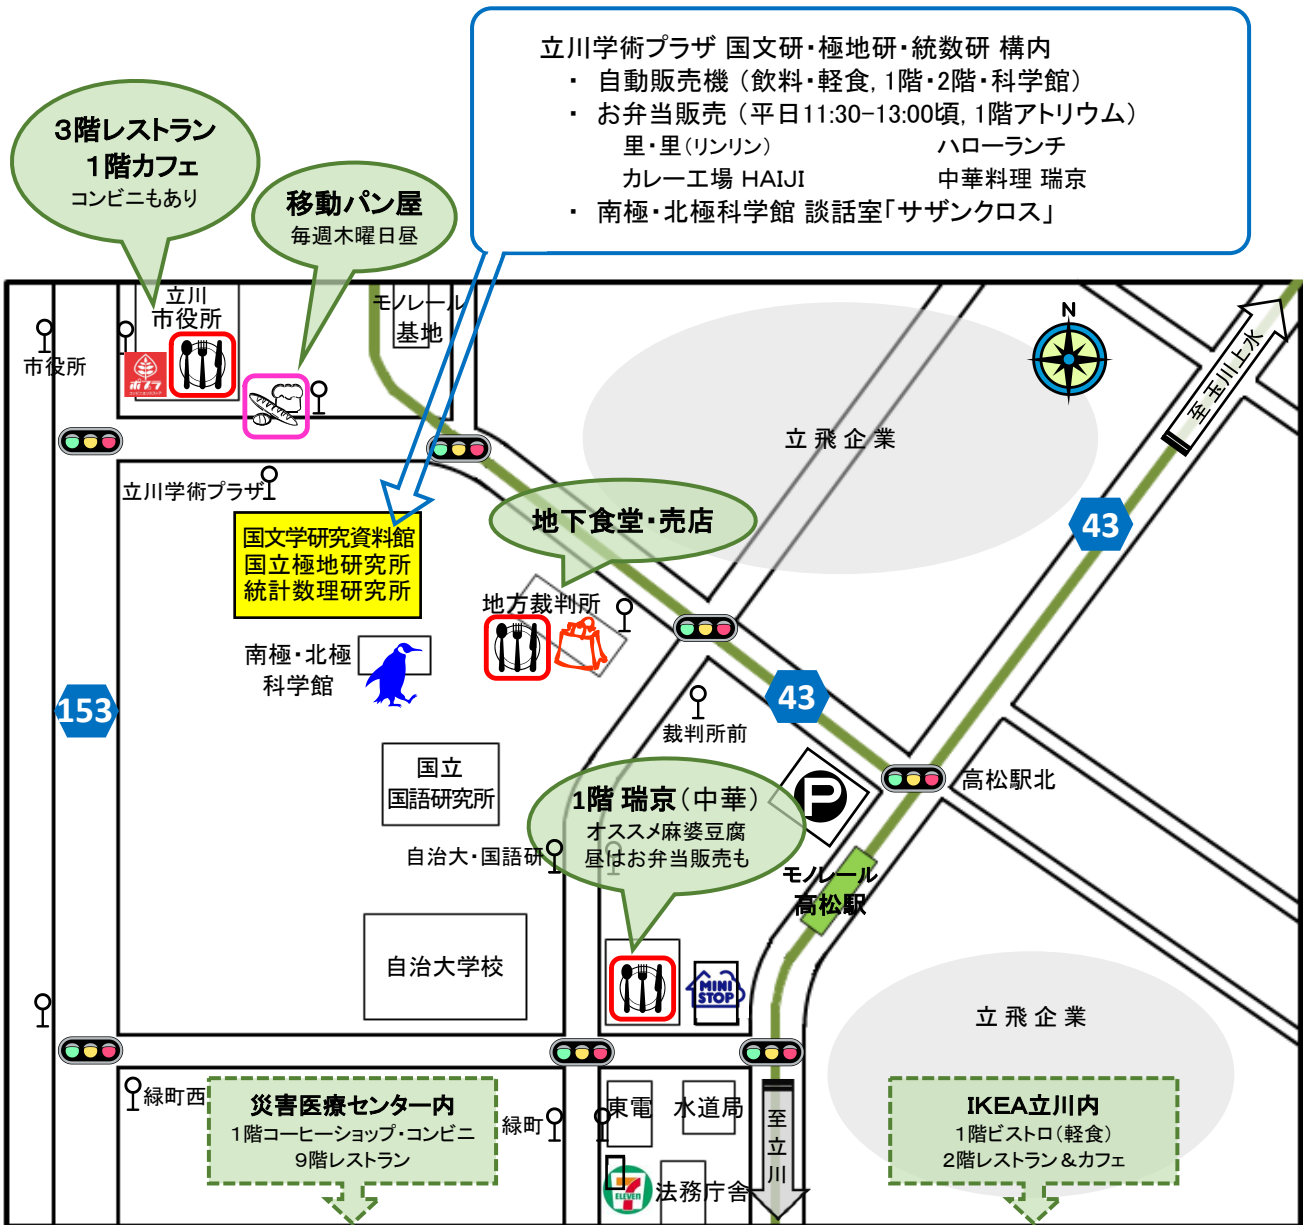 立川学術プラザ 国文研・極地研・統数研 構内
・ 自動販売機（飲料・軽食, 1階・2階・科学館）
・ お弁当販売（平日11:30-13:00頃, 1階アトリウム）
里・里(リンリン) ハローランチ
カレー工場 HAIJI 中華料理 瑞京
・ 南極・北極科学館 談話室「サザンクロス」
3階レストラン
1階カフェ
コンビニもあり
移動パン屋
毎週木曜日昼
立川
市役所
モノレール
基地
市役所
ポプラ
N
至 玉川上水
立飛企業
立川学術プラザ
国文学研究資料館
国立極地研究所
統計数理研究所
地下食堂・売店
43
地方裁判所
南極・北極
科学館
153
43
裁判所前
国立
国語研究所
高松駅北
P
1階 瑞京(中華)
オススメ麻婆豆腐
昼はお弁当販売も
自治大・国語研
モノレール
高松駅
自治大学校
MINI
STOP
立飛企業
緑町西
災害医療センター内
1階コーヒーショップ・コンビニ
9階レストラン
緑町
東電
水道局
至立川
IKEA立川内
1階ビストロ(軽食)
2階レストラン＆カフェ
7
ELEVEN
法務庁舎